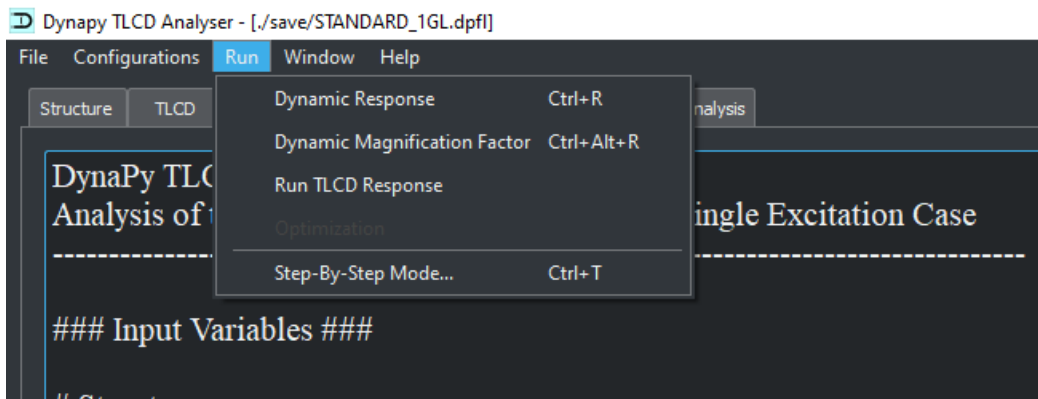 Dynapy TLCD Analyser - [./save/STANDARD_1GL.dpfl]
File Configurations Run Window Help
Structure TLCD nalysis
Dynamic Response Ctrl+R
Dynamic Magnification Factor Ctrl+Alt+R
Run TLCD Response
Optimization
Step-By-Step Mode... Ctrl+T
DynaPy TLC
Analysis of t ingle Excitation Case
### Input Variables ###